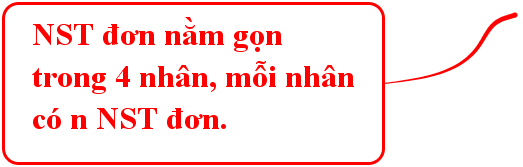 NST đơn nằm gọn
trong 4 nhân, mỗi nhân
có n NST đơn.